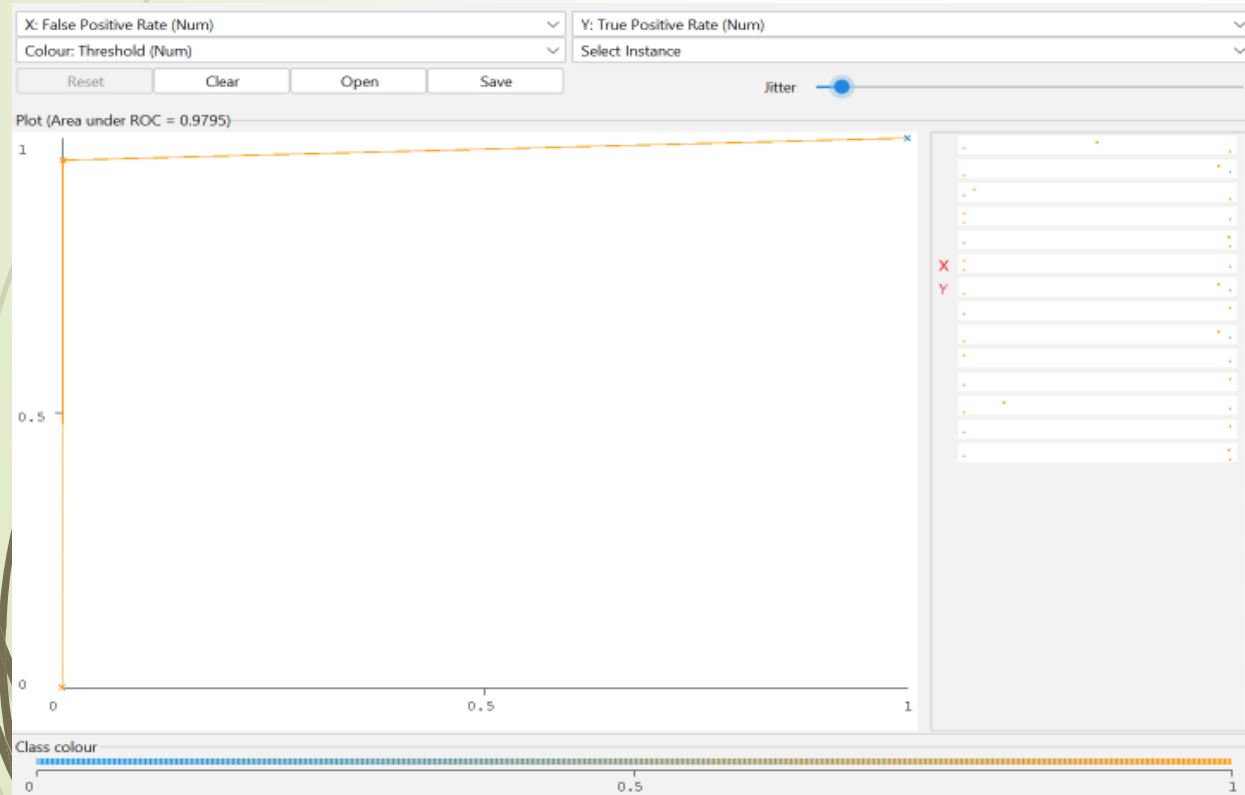 X: False Positive Rate (Num) Y: True Positive Rate (Num)
Colour: Threshold (Num) Select Instance
Reset Clear Open Save Jitter
Plot (Area under ROC = 0.9795)
1
0.5
0
0 0.5 1
X
Y
Class colour
0 0.5 1